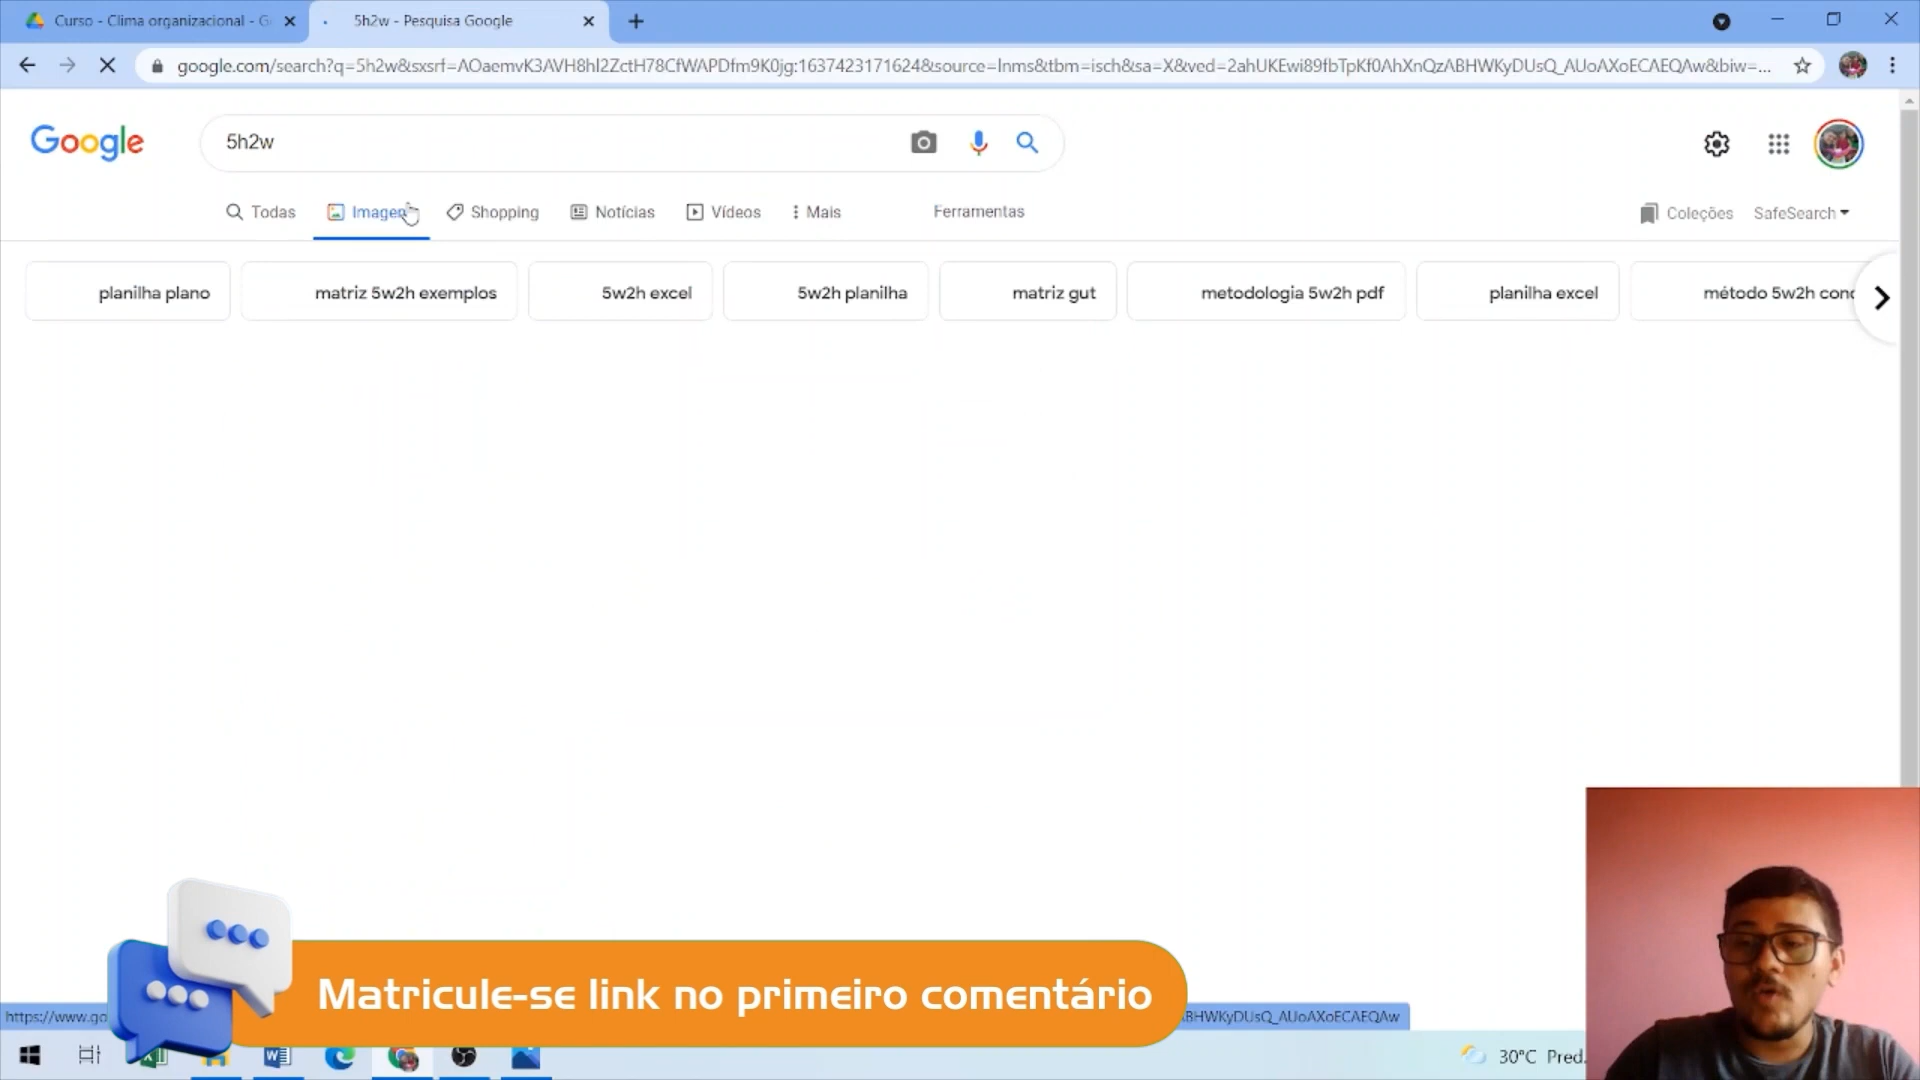 Curso - Clima organizacional - G
5h2w - Pesquisa Google
google.com/search?q=5h2w&sxsrf=AOaemvK3AVH8hl2ZctH78CfWAPDfm9K0jg:1637423171624&source=lnms&tbm=isch&sa=X&ved=2ahUKEwi89fbTpKf0AhXnQzABHWKyDUsQ_AUoAXoECAEQAw&biw=...
Google
5h2w
Todas
Imagen
Shopping
Notícias
Vídeos
Mais
Ferramentas
Coleções
SafeSearch
planilha plano
matriz 5w2h exemplos
5w2h excel
5w2h planilha
matriz gut
metodologia 5w2h pdf
planilha excel
método 5w2h conc
Matricule-se link no primeiro comentário
https://www.go
BHWKyDUsQ_AUoAXoECAEQAw
30°C Pred.